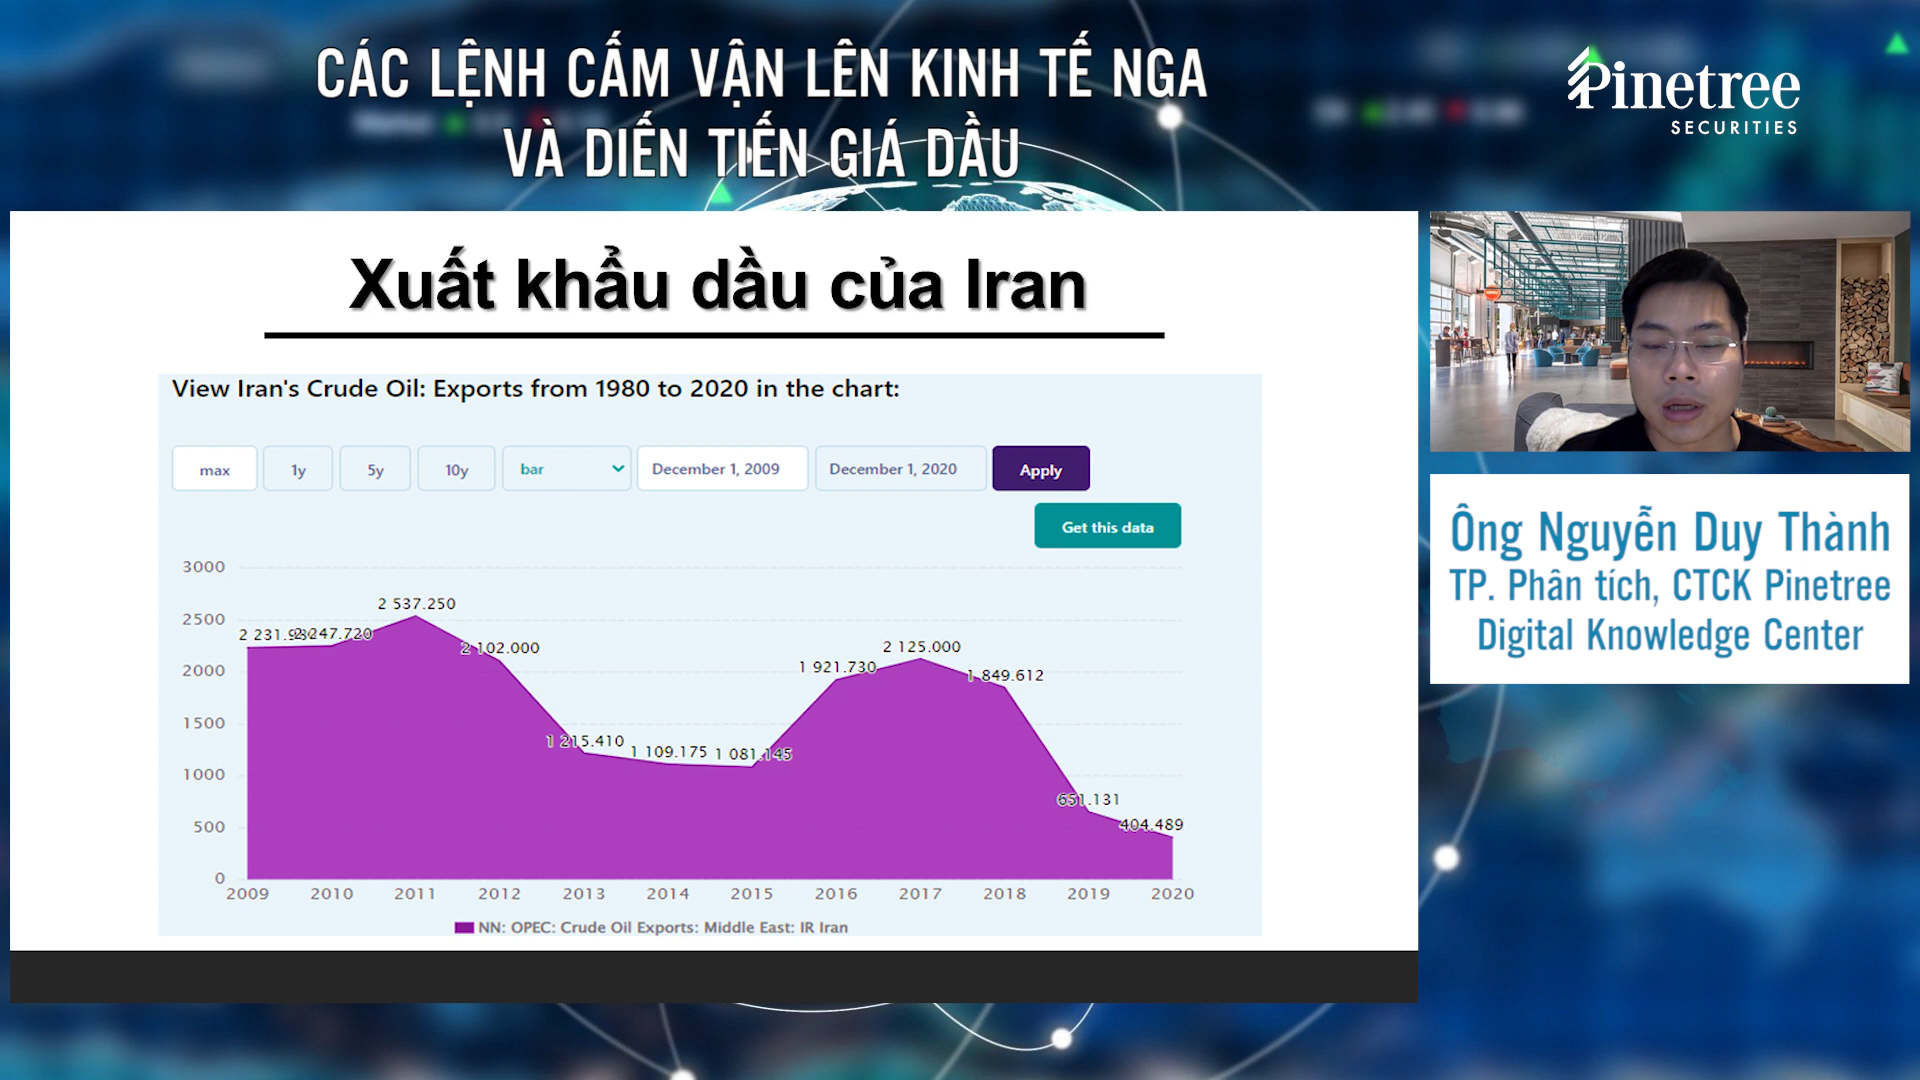 CÁC LỆNH CẤM VẬN LÊN KINH TẾ NGA
VÀ DIẾN TIẾN GIÁ DẦU
Pinetree
SECURITIES
Xuất khẩu dầu của Iran
View Iran's Crude Oil: Exports from 1980 to 2020 in the chart:
max 1y 5y 10y bar December 1, 2009 December 1, 2020 Apply
Get this data
3000
2500
2000
1500
1000
500
0
2 247.720
2 537.250
2 102.000
1 215.410
1 109.175
1 081.145
1 921.730
2 125.000
1 849.612
651.131
404.489
2009 2010 2011 2012 2013 2014 2015 2016 2017 2018 2019 2020
NN: OPEC: Crude Oil Exports: Middle East: IR Iran
Ông Nguyễn Duy Thành
TP. Phân tích, CTCK Pinetree
Digital Knowledge Center